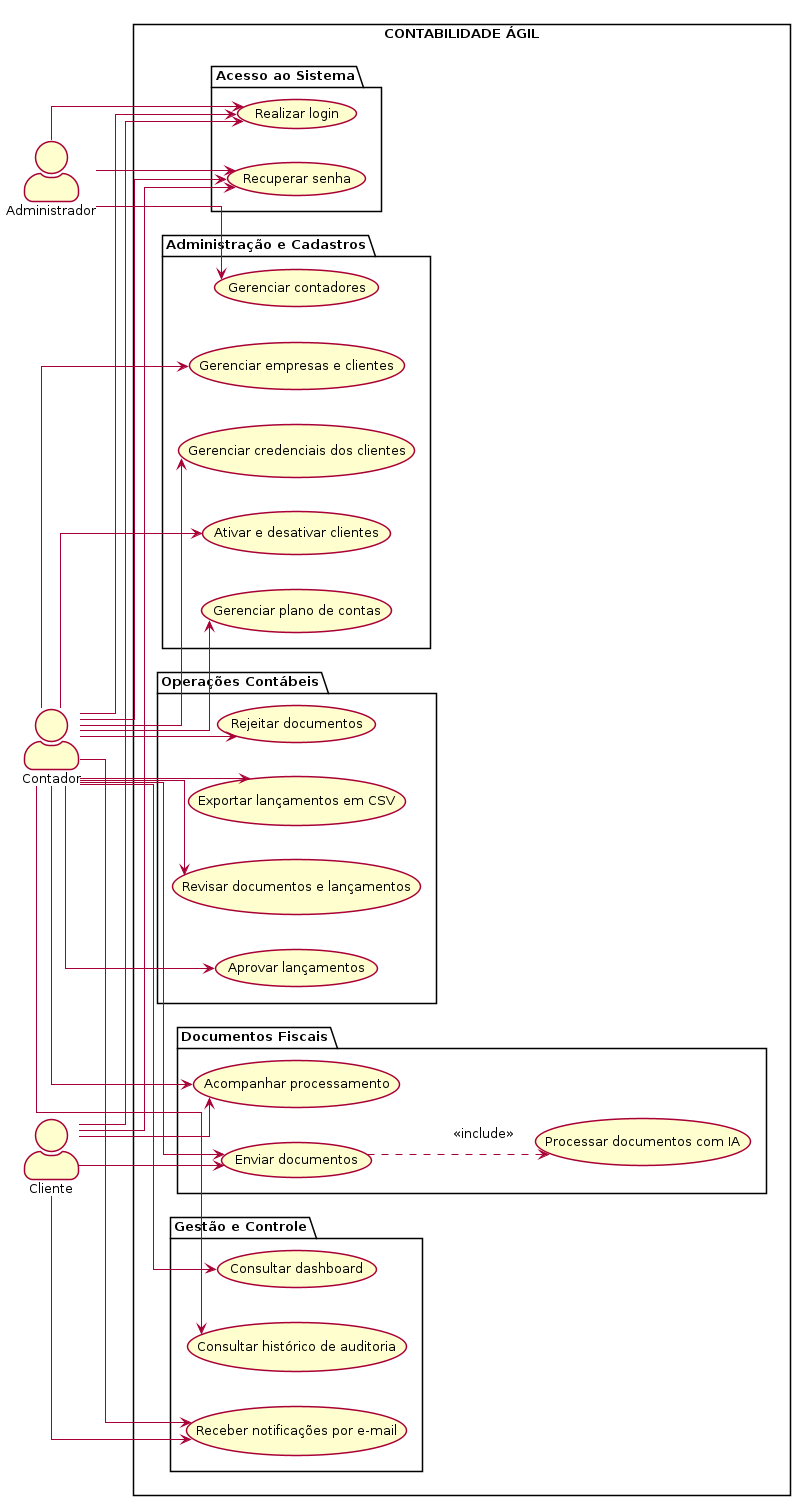 CONTABILIDADE ÁGIL
Acesso ao Sistema
Realizar login
Recuperar senha
Administrador
Administração e Cadastros
Gerenciar contadores
Gerenciar empresas e clientes
Gerenciar credenciais dos clientes
Ativar e desativar clientes
Gerenciar plano de contas
Operações Contábeis
Rejeitar documentos
Contador
Exportar lançamentos em CSV
Revisar documentos e lançamentos
Aprovar lançamentos
Documentos Fiscais
Acompanhar processamento
«include»
Processar documentos com IA
Enviar documentos
Cliente
Gestão e Controle
Consultar dashboard
Consultar histórico de auditoria
Receber notificações por e-mail